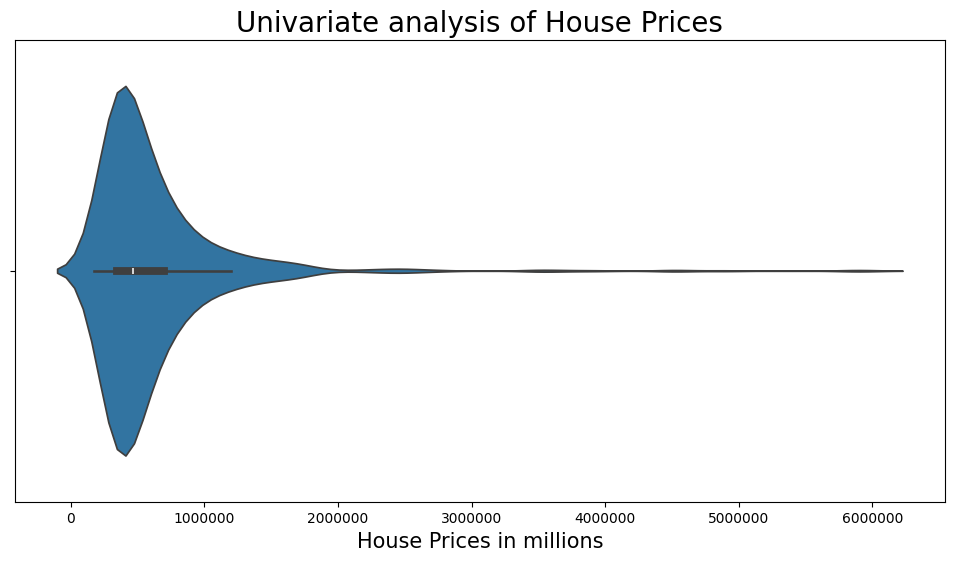 Univariate analysis of House Prices
0 1000000 2000000 3000000 4000000 5000000 6000000
House Prices in millions